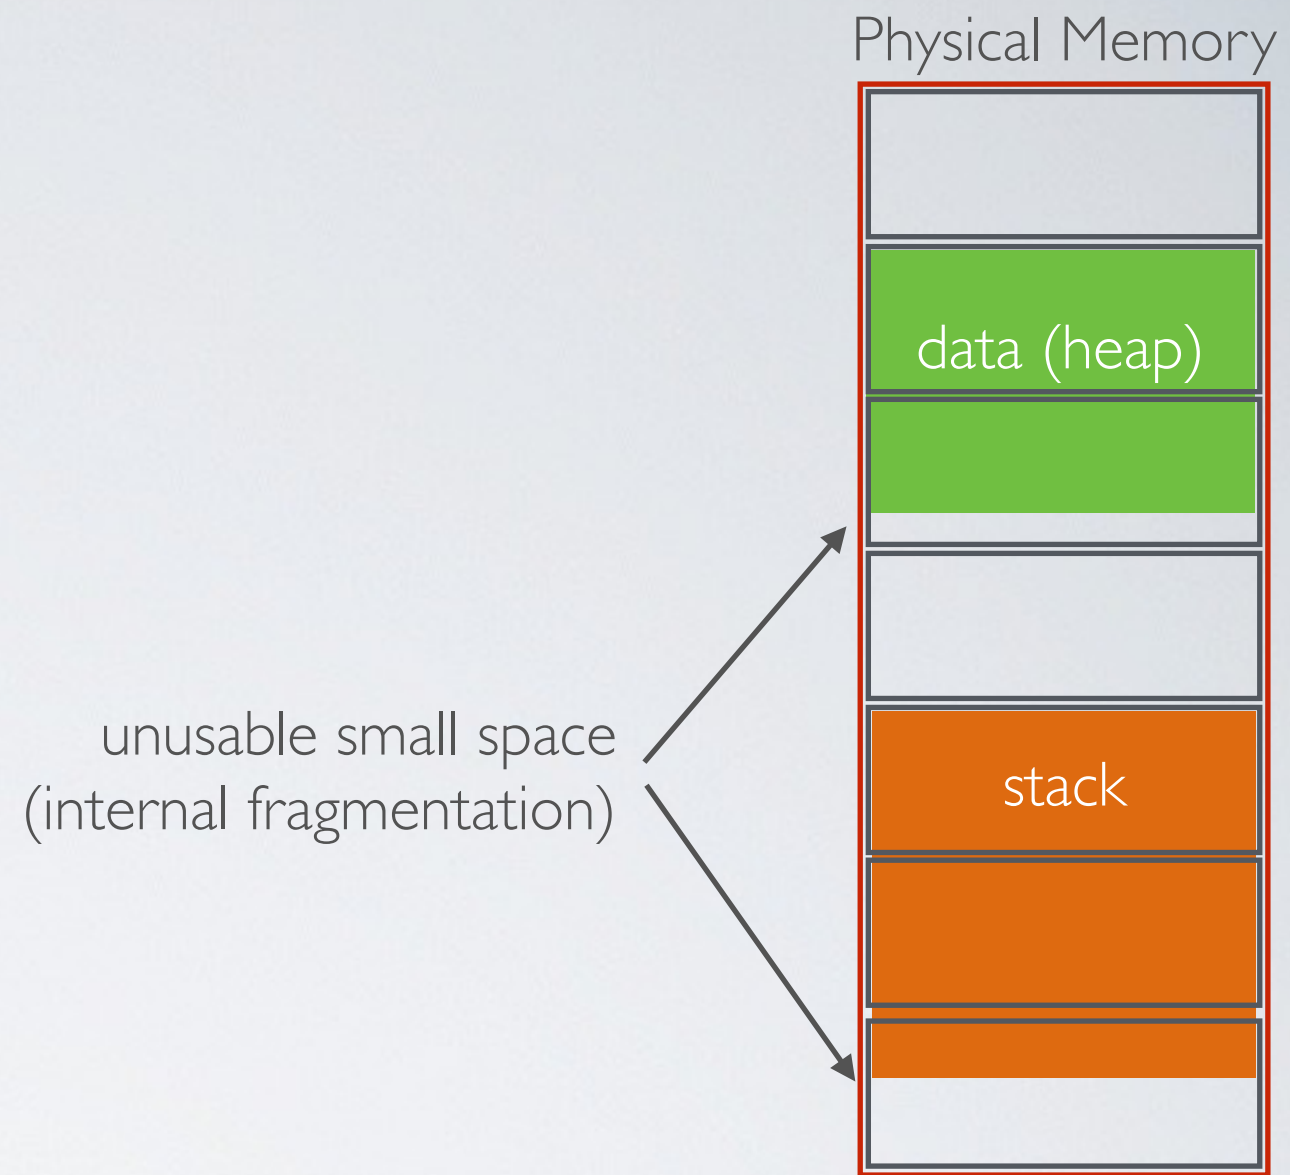 Physical Memory
data (heap)
unusable small space
(internal fragmentation)
stack